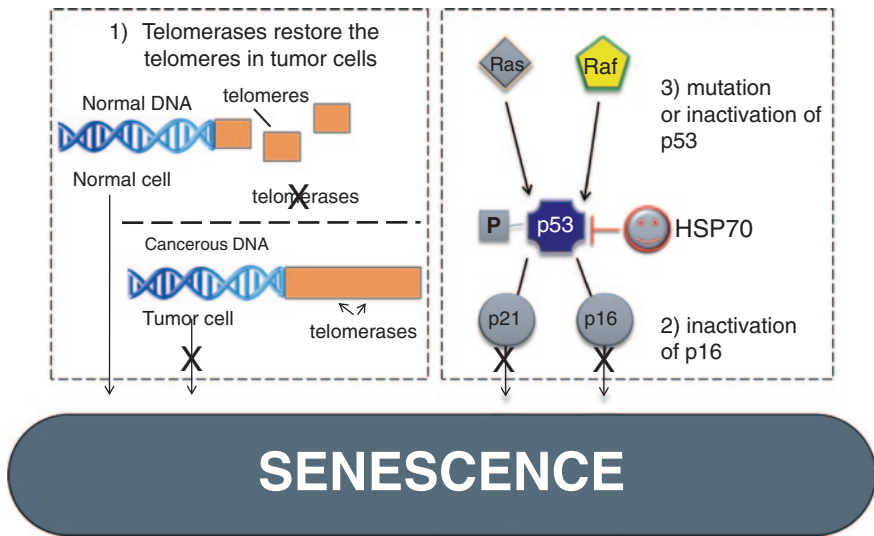 1) Telomerases restore the
telomeres in tumor cells
Normal DNA
telomeres
Normal cell
telomerases
Cancerous DNA
Tumor cell
telomerases
Ras
Raf
3) mutation
or inactivation of
p53
P
p53
HSP70
p21
p16
2) inactivation
of p16
X
X
X
X
SENESCENCE